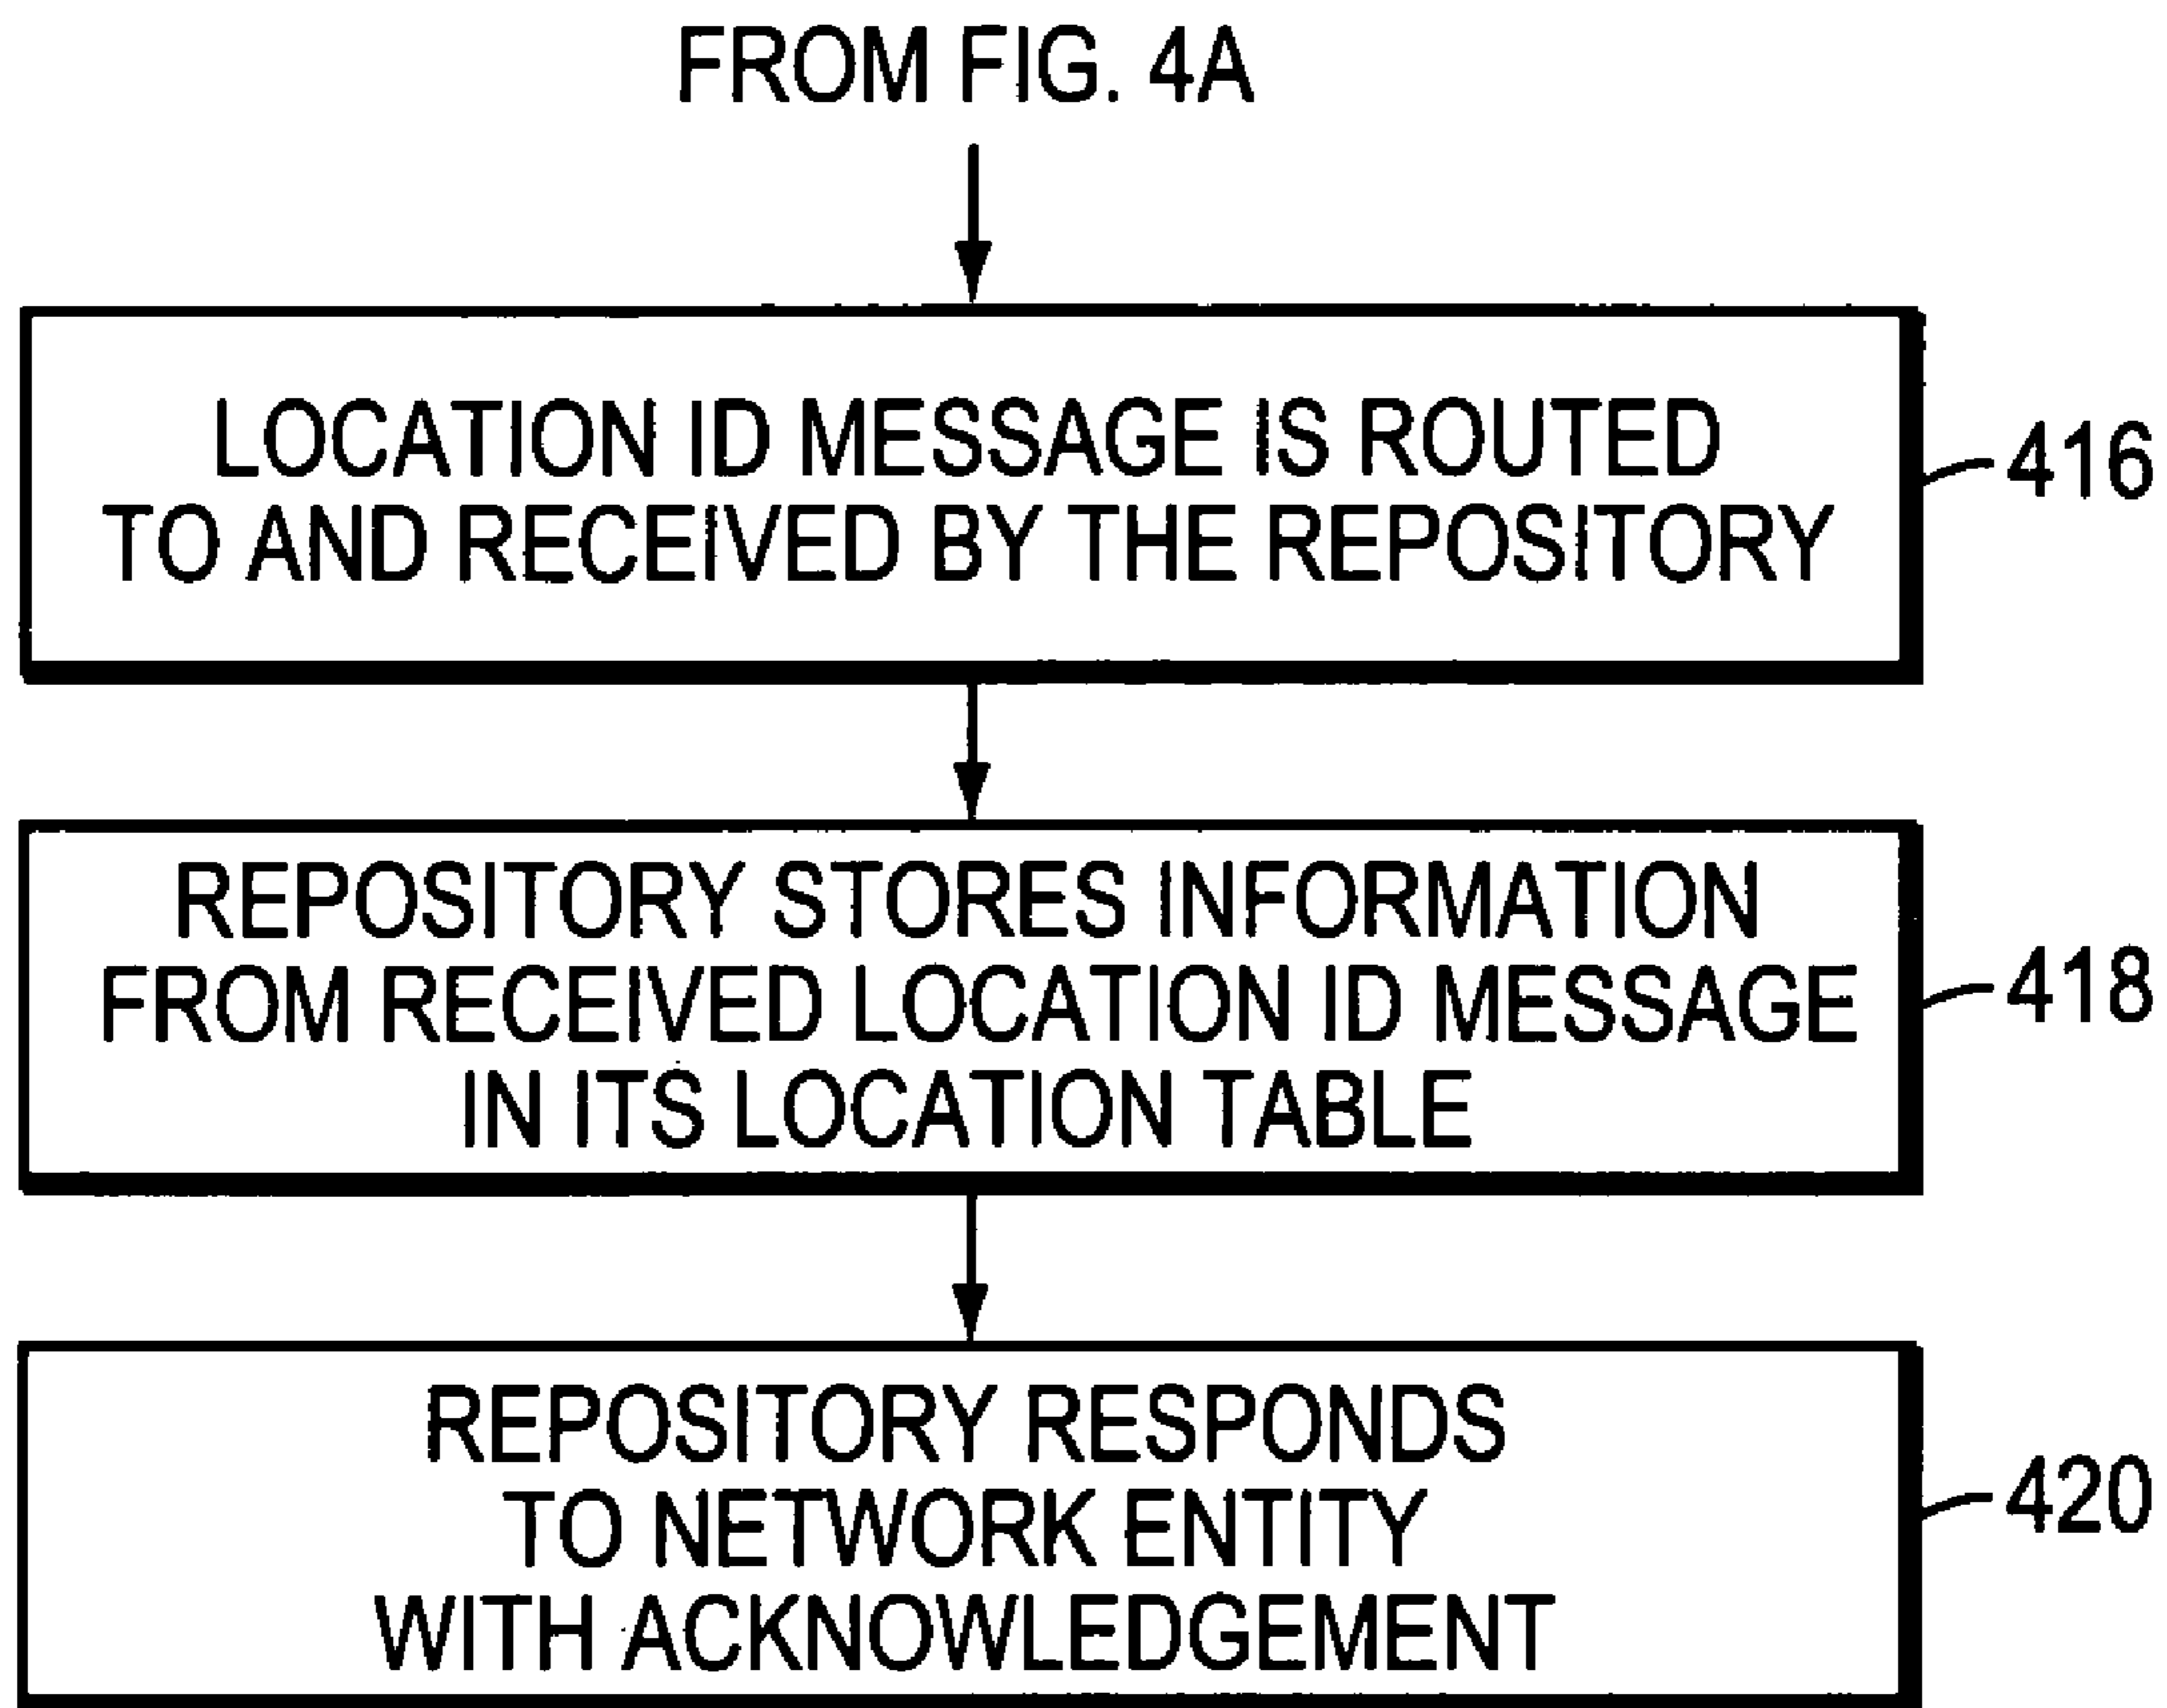 FROM FIG. 4A
LOCATION ID MESSAGE IS ROUTED
TO AND RECEIVED BY THE REPOSITORY
416
REPOSITORY STORES INFORMATION
FROM RECEIVED LOCATION ID MESSAGE
IN ITS LOCATION TABLE
418
REPOSITORY RESPONDS
TO NETWORK ENTITY
WITH ACKNOWLEDGEMENT
420